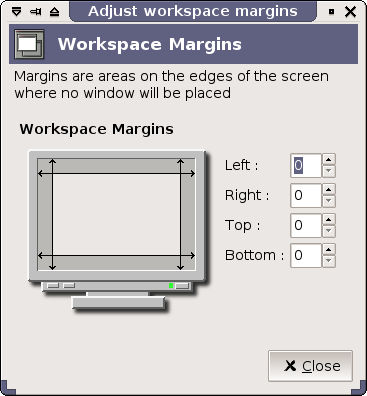 Adjust workspace margins
Workspace Margins
Margins are areas on the edges of the screen
where no window will be placed
Workspace Margins
Left : 0
Right : 0
Top : 0
Bottom : 0
Close